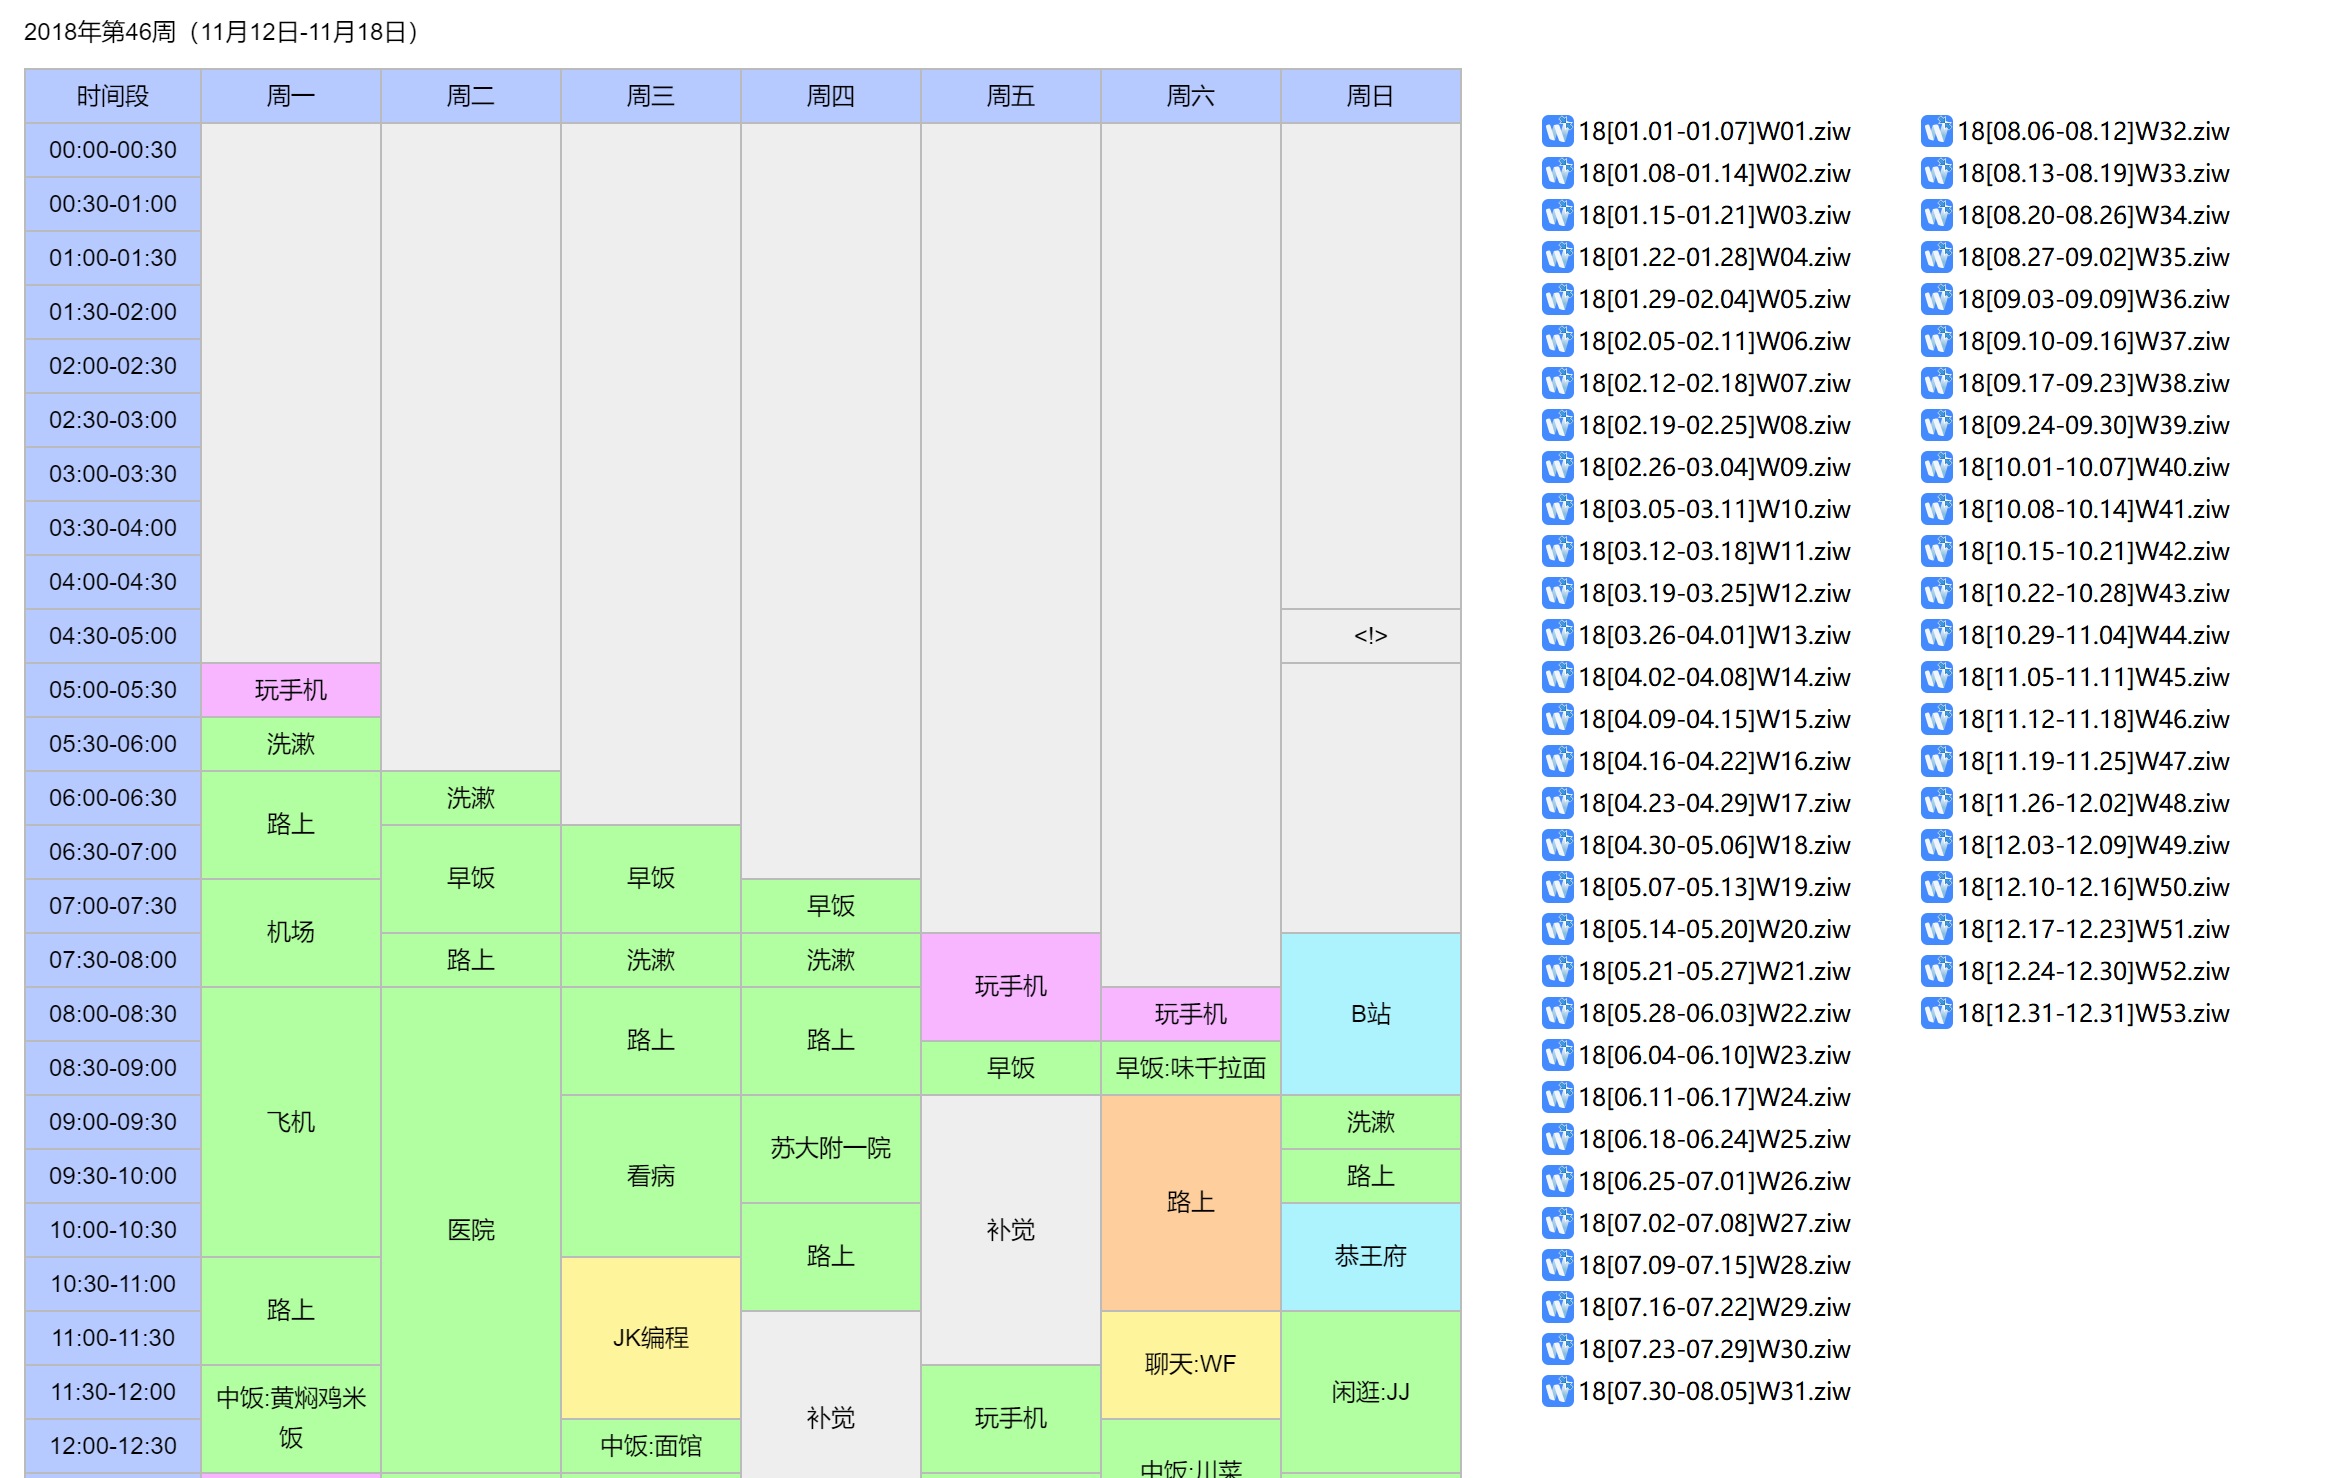 2018年第46周（11月12日-11月18日）
时间段 周一 周二 周三 周四 周五 周六 周日
00:00-00:30
00:30-01:00
01:00-01:30
01:30-02:00
02:00-02:30
02:30-03:00
03:00-03:30
03:30-04:00
04:00-04:30
04:30-05:00 <!>
05:00-05:30 玩手机
05:30-06:00 洗漱
06:00-06:30 洗漱
路上
06:30-07:00
早饭 早饭
07:00-07:30 早饭
机场
07:30-08:00 路上 洗漱 洗漱
玩手机
08:00-08:30 玩手机 B站
路上 路上
08:30-09:00 早饭 早饭:味千拉面
09:00-09:30 飞机 洗漱
苏大附一院
09:30-10:00 看病 路上
路上
10:00-10:30 医院 补觉
路上 恭王府
10:30-11:00
路上
11:00-11:30 JK编程
聊天:WF
11:30-12:00 中饭:黄焖鸡米 闲逛:JJ
补觉 玩手机
12:00-12:30 饭 中饭:面馆
中饭:川菜
18[01.01-01.07]W01.ziw
18[01.08-01.14]W02.ziw
18[01.15-01.21]W03.ziw
18[01.22-01.28]W04.ziw
18[01.29-02.04]W05.ziw
18[02.05-02.11]W06.ziw
18[02.12-02.18]W07.ziw
18[02.19-02.25]W08.ziw
18[02.26-03.04]W09.ziw
18[03.05-03.11]W10.ziw
18[03.12-03.18]W11.ziw
18[03.19-03.25]W12.ziw
18[03.26-04.01]W13.ziw
18[04.02-04.08]W14.ziw
18[04.09-04.15]W15.ziw
18[04.16-04.22]W16.ziw
18[04.23-04.29]W17.ziw
18[04.30-05.06]W18.ziw
18[05.07-05.13]W19.ziw
18[05.14-05.20]W20.ziw
18[05.21-05.27]W21.ziw
18[05.28-06.03]W22.ziw
18[06.04-06.10]W23.ziw
18[06.11-06.17]W24.ziw
18[06.18-06.24]W25.ziw
18[06.25-07.01]W26.ziw
18[07.02-07.08]W27.ziw
18[07.09-07.15]W28.ziw
18[07.16-07.22]W29.ziw
18[07.23-07.29]W30.ziw
18[07.30-08.05]W31.ziw
18[08.06-08.12]W32.ziw
18[08.13-08.19]W33.ziw
18[08.20-08.26]W34.ziw
18[08.27-09.02]W35.ziw
18[09.03-09.09]W36.ziw
18[09.10-09.16]W37.ziw
18[09.17-09.23]W38.ziw
18[09.24-09.30]W39.ziw
18[10.01-10.07]W40.ziw
18[10.08-10.14]W41.ziw
18[10.15-10.21]W42.ziw
18[10.22-10.28]W43.ziw
18[10.29-11.04]W44.ziw
18[11.05-11.11]W45.ziw
18[11.12-11.18]W46.ziw
18[11.19-11.25]W47.ziw
18[11.26-12.02]W48.ziw
18[12.03-12.09]W49.ziw
18[12.10-12.16]W50.ziw
18[12.17-12.23]W51.ziw
18[12.24-12.30]W52.ziw
18[12.31-12.31]W53.ziw